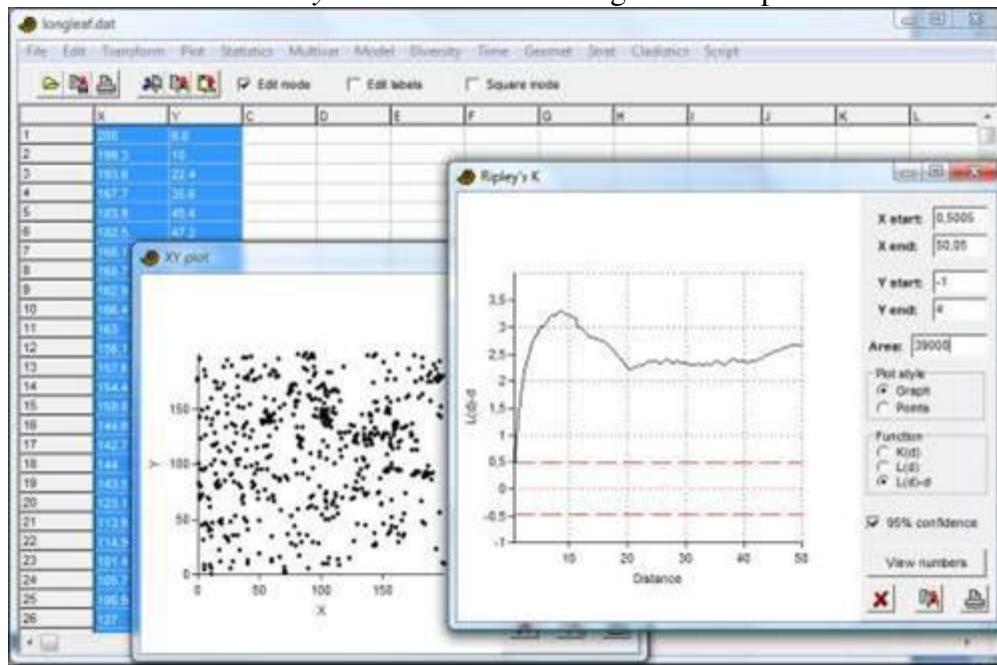 longleaf.dat
File Edit Transform Plot Statistics Multivar Model Diversity Time Geomet Strat Cladistics Script
Edit mode Edit labels Square mode
X Y C D E F G H I J K L
1 200
2 199.3 10
3 193.6 22.4
4 167.7 35.6
5 183.9 45.4
6 182.5 47.2
7
8
9
10
11 163
12
13
14 154.4
15
16
17 142.7
18 144
19
20
21
22
23
24
25
26 127
XY plot
150
100
50
0
Y
0 50 100 150
X
Ripley's K
3,5
3
2,5
2
1,5
1
0,5
0
-0,5
-1
L(d)-d
10 20 30 40 50
Distance
X start: 0,5005
X end: 50,05
Y start: -1
Y end: 4
Area: 39000
Plot style
Graph
Points
Function
K(d)
L(d)
L(d)-d
95% confidence
View numbers